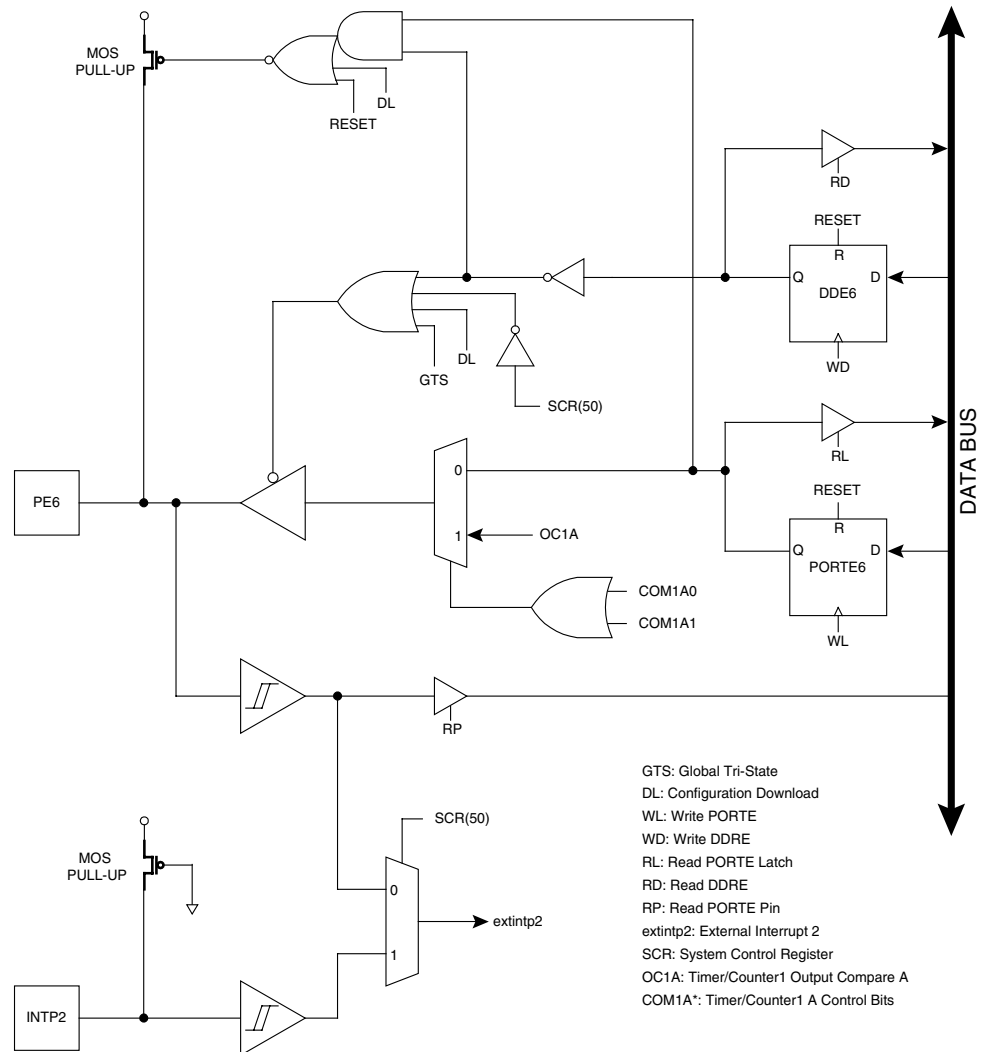 MOS
PULL-UP
DL
RESET
RD
RESET
R
Q
D
DDE6
WD
DL
GTS
SCR(50)
RL
0
PE6
RESET
R
1
OC1A
Q
D
PORTE6
COM1A0
COM1A1
WL
DATA BUS
RP
GTS: Global Tri-State
DL: Configuration Download
WL: Write PORTE
WD: Write DDRE
RL: Read PORTE Latch
RD: Read DDRE
RP: Read PORTE Pin
extintp2: External Interrupt 2
SCR: System Control Register
OC1A: Timer/Counter1 Output Compare A
COM1A*: Timer/Counter1 A Control Bits
SCR(50)
MOS
PULL-UP
0
extintp2
1
INTP2